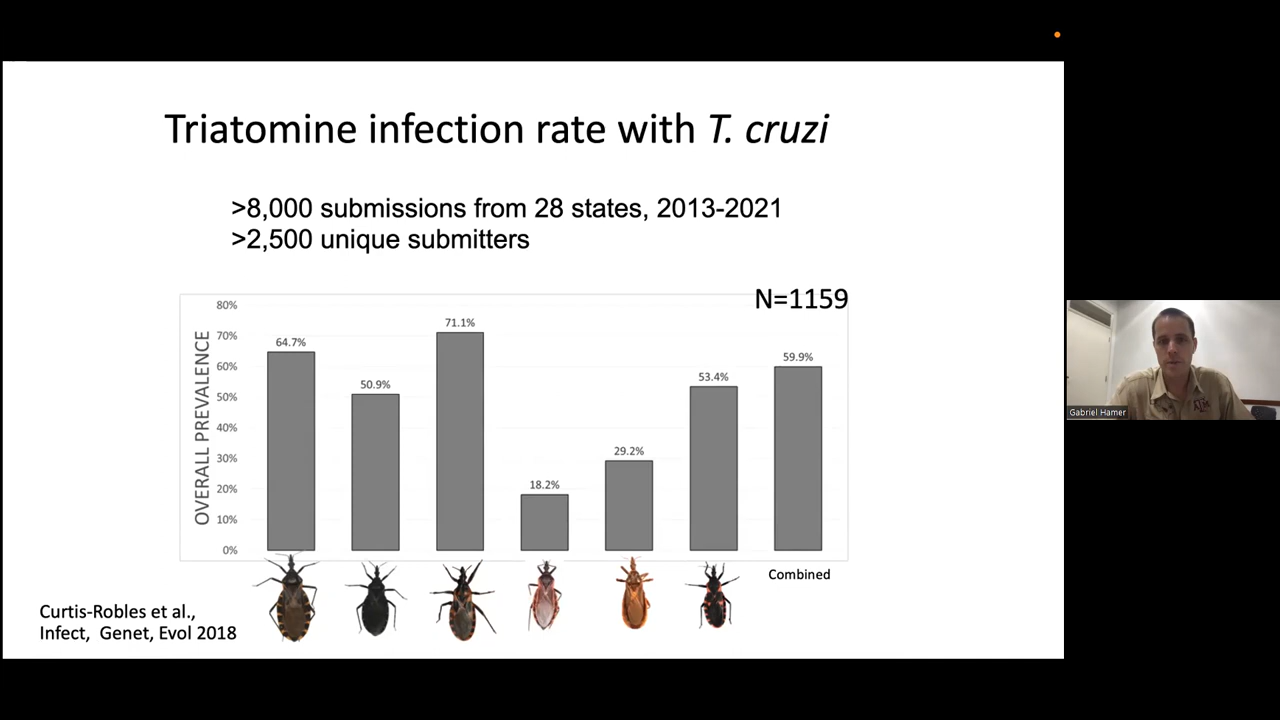 Triatomine infection rate with T. cruzi
>8,000 submissions from 28 states, 2013-2021
>2,500 unique submitters
N=1159
OVERALL PREVALENCE
80%
70%
60%
50%
40%
30%
20%
10%
0%
64.7%
50.9%
71.1%
18.2%
29.2%
53.4%
59.9%
Combined
Curtis-Robles et al.,
Infect, Genet, Evol 2018
Gabriel Hamer